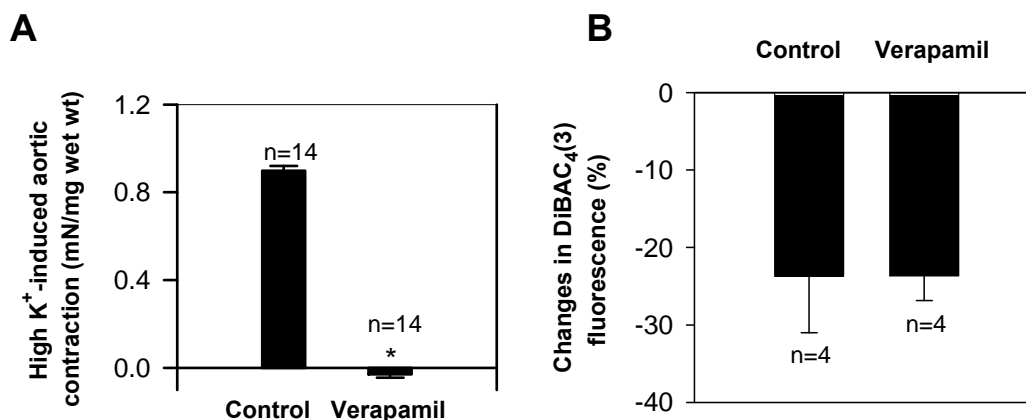 A
High K+-induced aortic
contraction (mN/mg wet wt)
1.2
0.8
0.4
0.0
n=14
n=14
*
Control Verapamil
B
Control Verapamil
Changes in DiBAC4(3)
fluorescence (%)
0
-10
-20
-30
-40
n=4
n=4